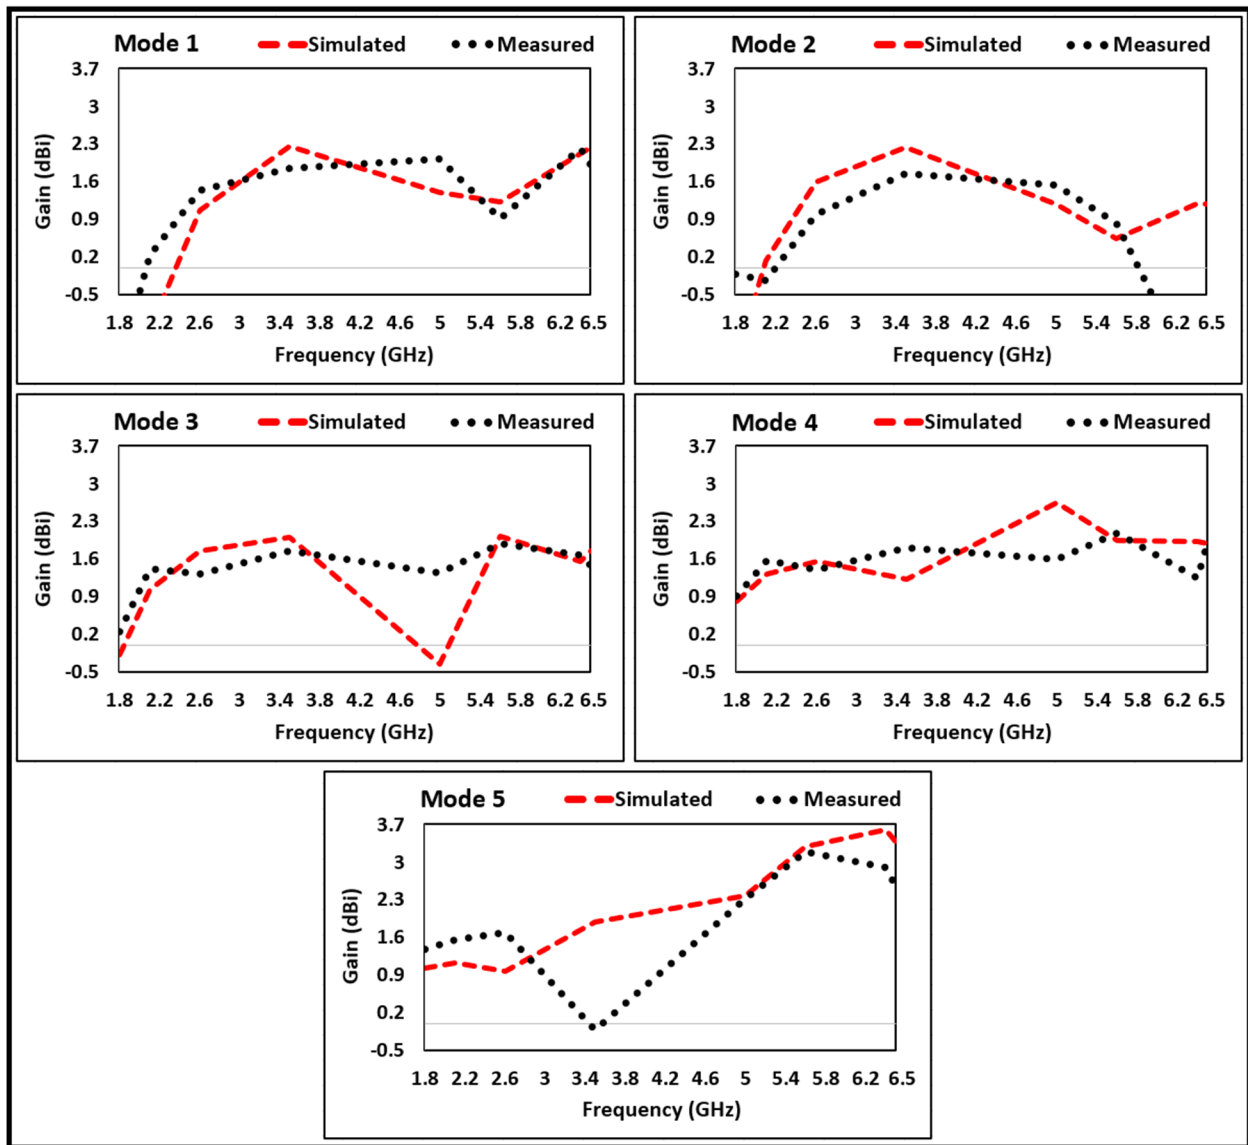 Mode 1 Simulated Measured
3.7
3
2.3
1.6
0.9
0.2
-0.5
Gain (dBi)
1.8 2.2 2.6 3 3.4 3.8 4.2 4.6 5 5.4 5.8 6.2 6.5
Frequency (GHz)
Mode 2 Simulated Measured
3.7
3
2.3
1.6
0.9
0.2
-0.5
Gain (dBi)
1.8 2.2 2.6 3 3.4 3.8 4.2 4.6 5 5.4 5.8 6.2 6.5
Frequency (GHz)
Mode 3 Simulated Measured
3.7
3
2.3
1.6
0.9
0.2
-0.5
Gain (dBi)
1.8 2.2 2.6 3 3.4 3.8 4.2 4.6 5 5.4 5.8 6.2 6.5
Frequency (GHz)
Mode 4 Simulated Measured
3.7
3
2.3
1.6
0.9
0.2
-0.5
Gain (dBi)
1.8 2.2 2.6 3 3.4 3.8 4.2 4.6 5 5.4 5.8 6.2 6.5
Frequency (GHz)
Mode 5 Simulated Measured
3.7
3
2.3
1.6
0.9
0.2
-0.5
Gain (dBi)
1.8 2.2 2.6 3 3.4 3.8 4.2 4.6 5 5.4 5.8 6.2 6.5
Frequency (GHz)